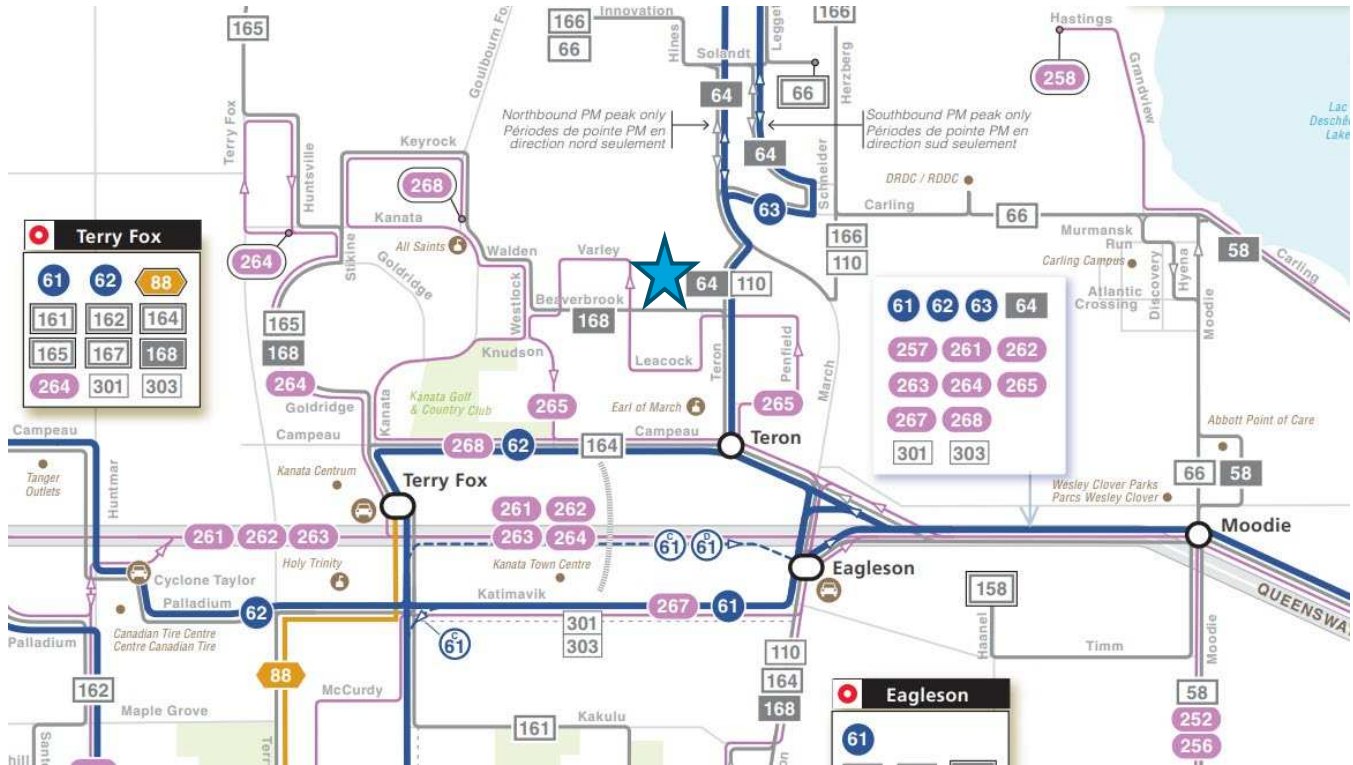 165
166
66
Innovation
Hines
Solandt
166
Herzberg
Hastings
258
Grandview
Lac
Lake
Goulbourn
Terry Fox
Huntsville
Keyrock
268
Kanata
Stikine
All Saints
Goldridge
264
Walden
Westlock
Varley
Beaverbrook
168
Knudson
Leacock
64
66
Northbound PM peak only
Périodes de pointe PM en
direction nord seulement
Southbound PM peak only
Périodes de pointe PM en
direction sud seulement
64
63
Schneider
DRDC / RDDC
Carling
66
166
110
64
110
Teron
Penfield
March
Murmansk
Run
Carling Campus
Atlantic
Crossing
Discovery
Hyena
Moodie
58
Carling
Terry Fox
61 62 88
161 162 164
165 167 168
264 301 303
165
168
264
Goldridge
Kanata
Kanata Golf
& Country Club
265
Earl of March
265
61 62 63 64
257 261 262
263 264 265
267 268
301 303
Abbott Point of Care
66 58
Wesley Clover Parks
Parcs Wesley Clover
Moodie
Campeau
Tanger
Outlets
Huntmar
Campeau
268 62 164
Campeau
Teron
Kanata Centrum
Terry Fox
261 262 263
261 262
263 264
C 61
D 61
Eagleson
Holy Trinity
Kanata Town Centre
Cyclone Taylor
Palladium
62
Katimavik
267 61
301
303
C 61
Canadian Tire Centre
Centre Canadian Tire
Palladium
162
88
McCurdy
Maple Grove
161
Kakulu
110
164
168
158
Haanel
Timm
QUEENSWAY
Moodie
58
252
256
Eagleson
61